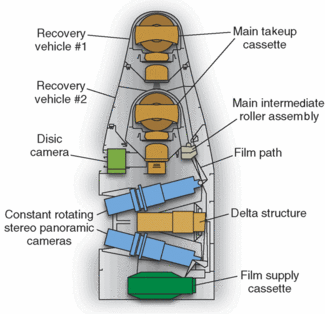 Recovery
vehicle #1
Recovery
vehicle #2
Disic
camera
Constant rotating
stereo panoramic
cameras
Main takeup
cassette
Main intermediate
roller assembly
Film path
Delta structure
Film supply
cassette